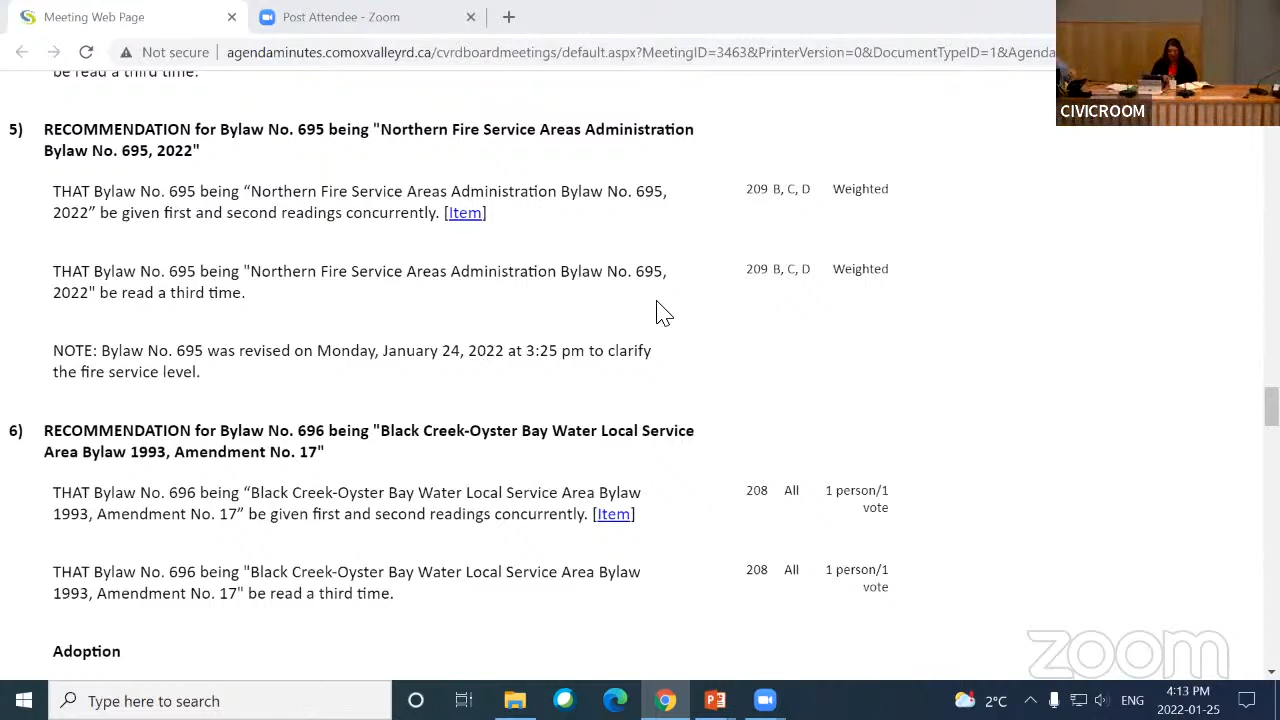 Meeting Web Page
Post Attendee - Zoom
Not secure
agendaminutes.comoxvalleyrd.ca/cvrdboardmeetings/default.aspx?MeetingID=3463&PrinterVersion=0&DocumentTypeID=1&Agenda
CIVICROOM
be read a third time.
5) RECOMMENDATION for Bylaw No. 695 being "Northern Fire Service Areas Administration
Bylaw No. 695, 2022"
THAT Bylaw No. 695 being “Northern Fire Service Areas Administration Bylaw No. 695, 209 B, C, D Weighted
2022” be given first and second readings concurrently. [Item]
THAT Bylaw No. 695 being "Northern Fire Service Areas Administration Bylaw No. 695, 209 B, C, D Weighted
2022" be read a third time.
NOTE: Bylaw No. 695 was revised on Monday, January 24, 2022 at 3:25 pm to clarify
the fire service level.
6) RECOMMENDATION for Bylaw No. 696 being "Black Creek-Oyster Bay Water Local Service
Area Bylaw 1993, Amendment No. 17"
THAT Bylaw No. 696 being “Black Creek-Oyster Bay Water Local Service Area Bylaw 208 All 1 person/1
1993, Amendment No. 17” be given first and second readings concurrently. [Item] vote
THAT Bylaw No. 696 being "Black Creek-Oyster Bay Water Local Service Area Bylaw 208 All 1 person/1
1993, Amendment No. 17" be read a third time. vote
Adoption
zoom
Type here to search
2°C
ENG
4:13 PM
2022-01-25